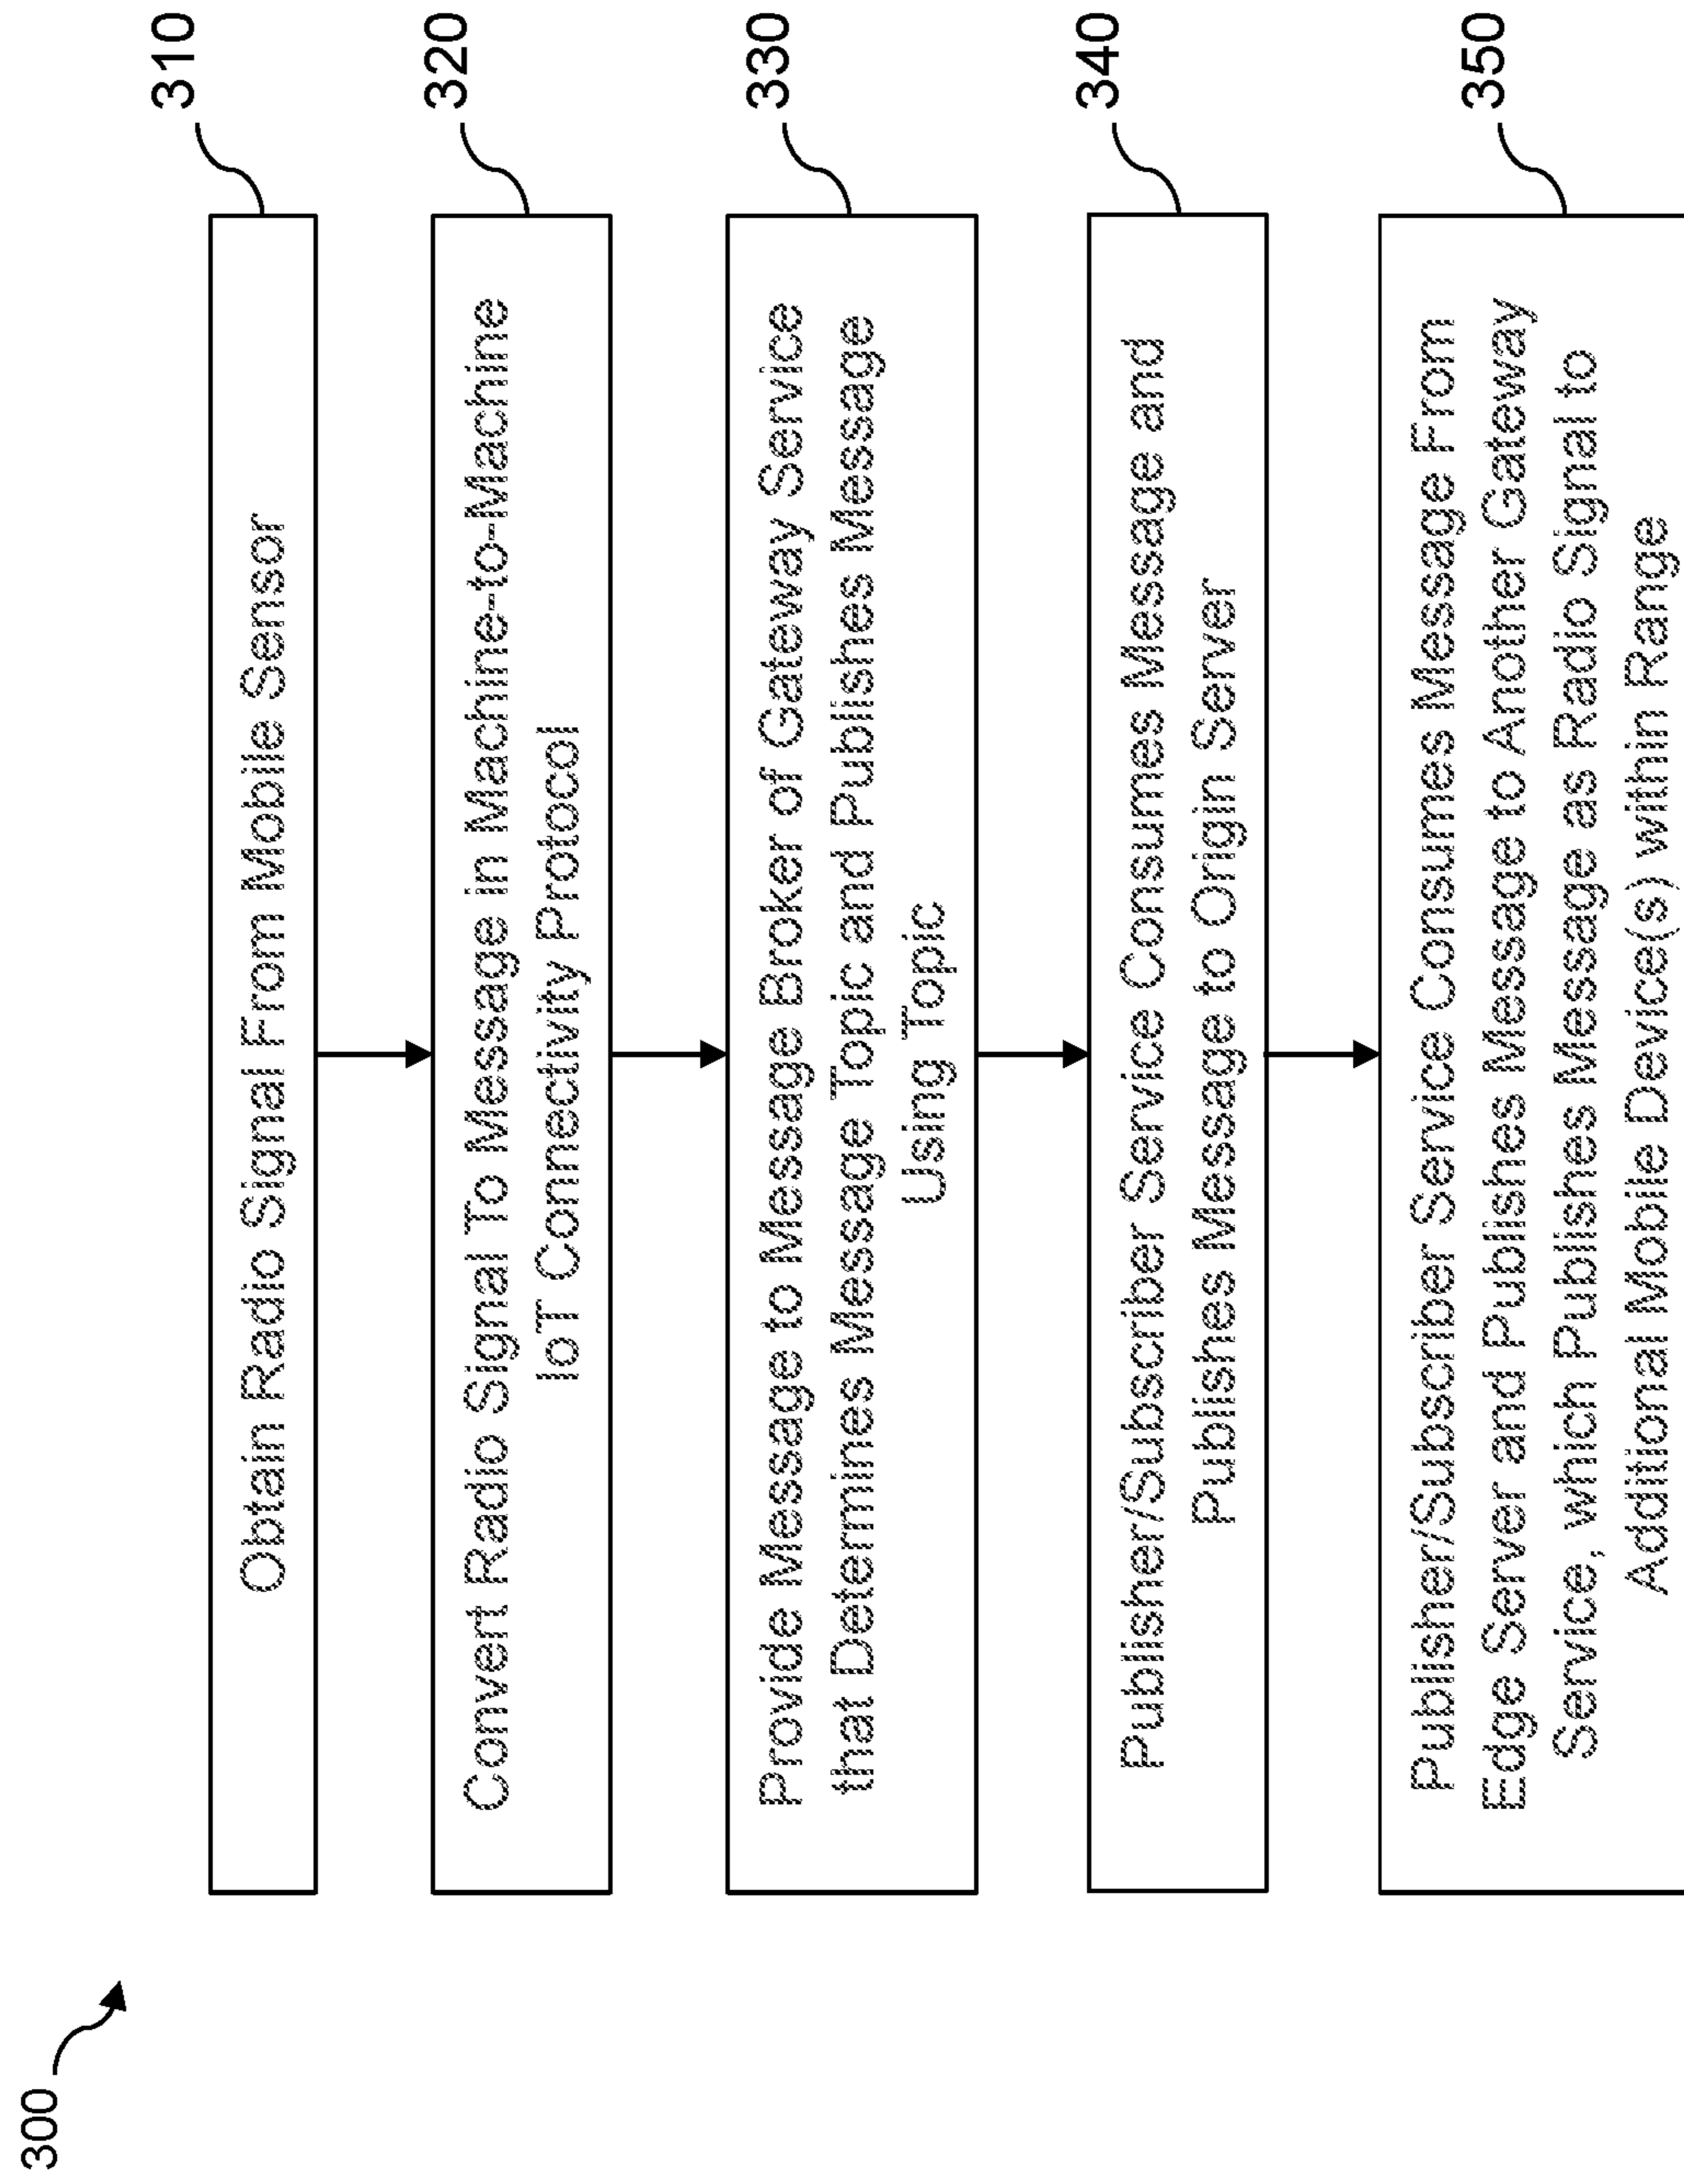 300
310
Obtain Radio Signal From Mobile Sensor
320
Convert Radio Signal To Message in Machine-to-Machine
IoT Connectivity Protocol
330
Provide Message to Message Broker of Gateway Service
that Determines Message Topic and Publishes Message
Using Topic
340
Publisher/Subscriber Service Consumes Message and
Publishes Message to Origin Server
350
Publisher/Subscriber Service Consumes Message From
Edge Server and Publishes Message to Another Gateway
Service, which Publishes Message as Radio Signal to
Additional Mobile Device(s) within Range